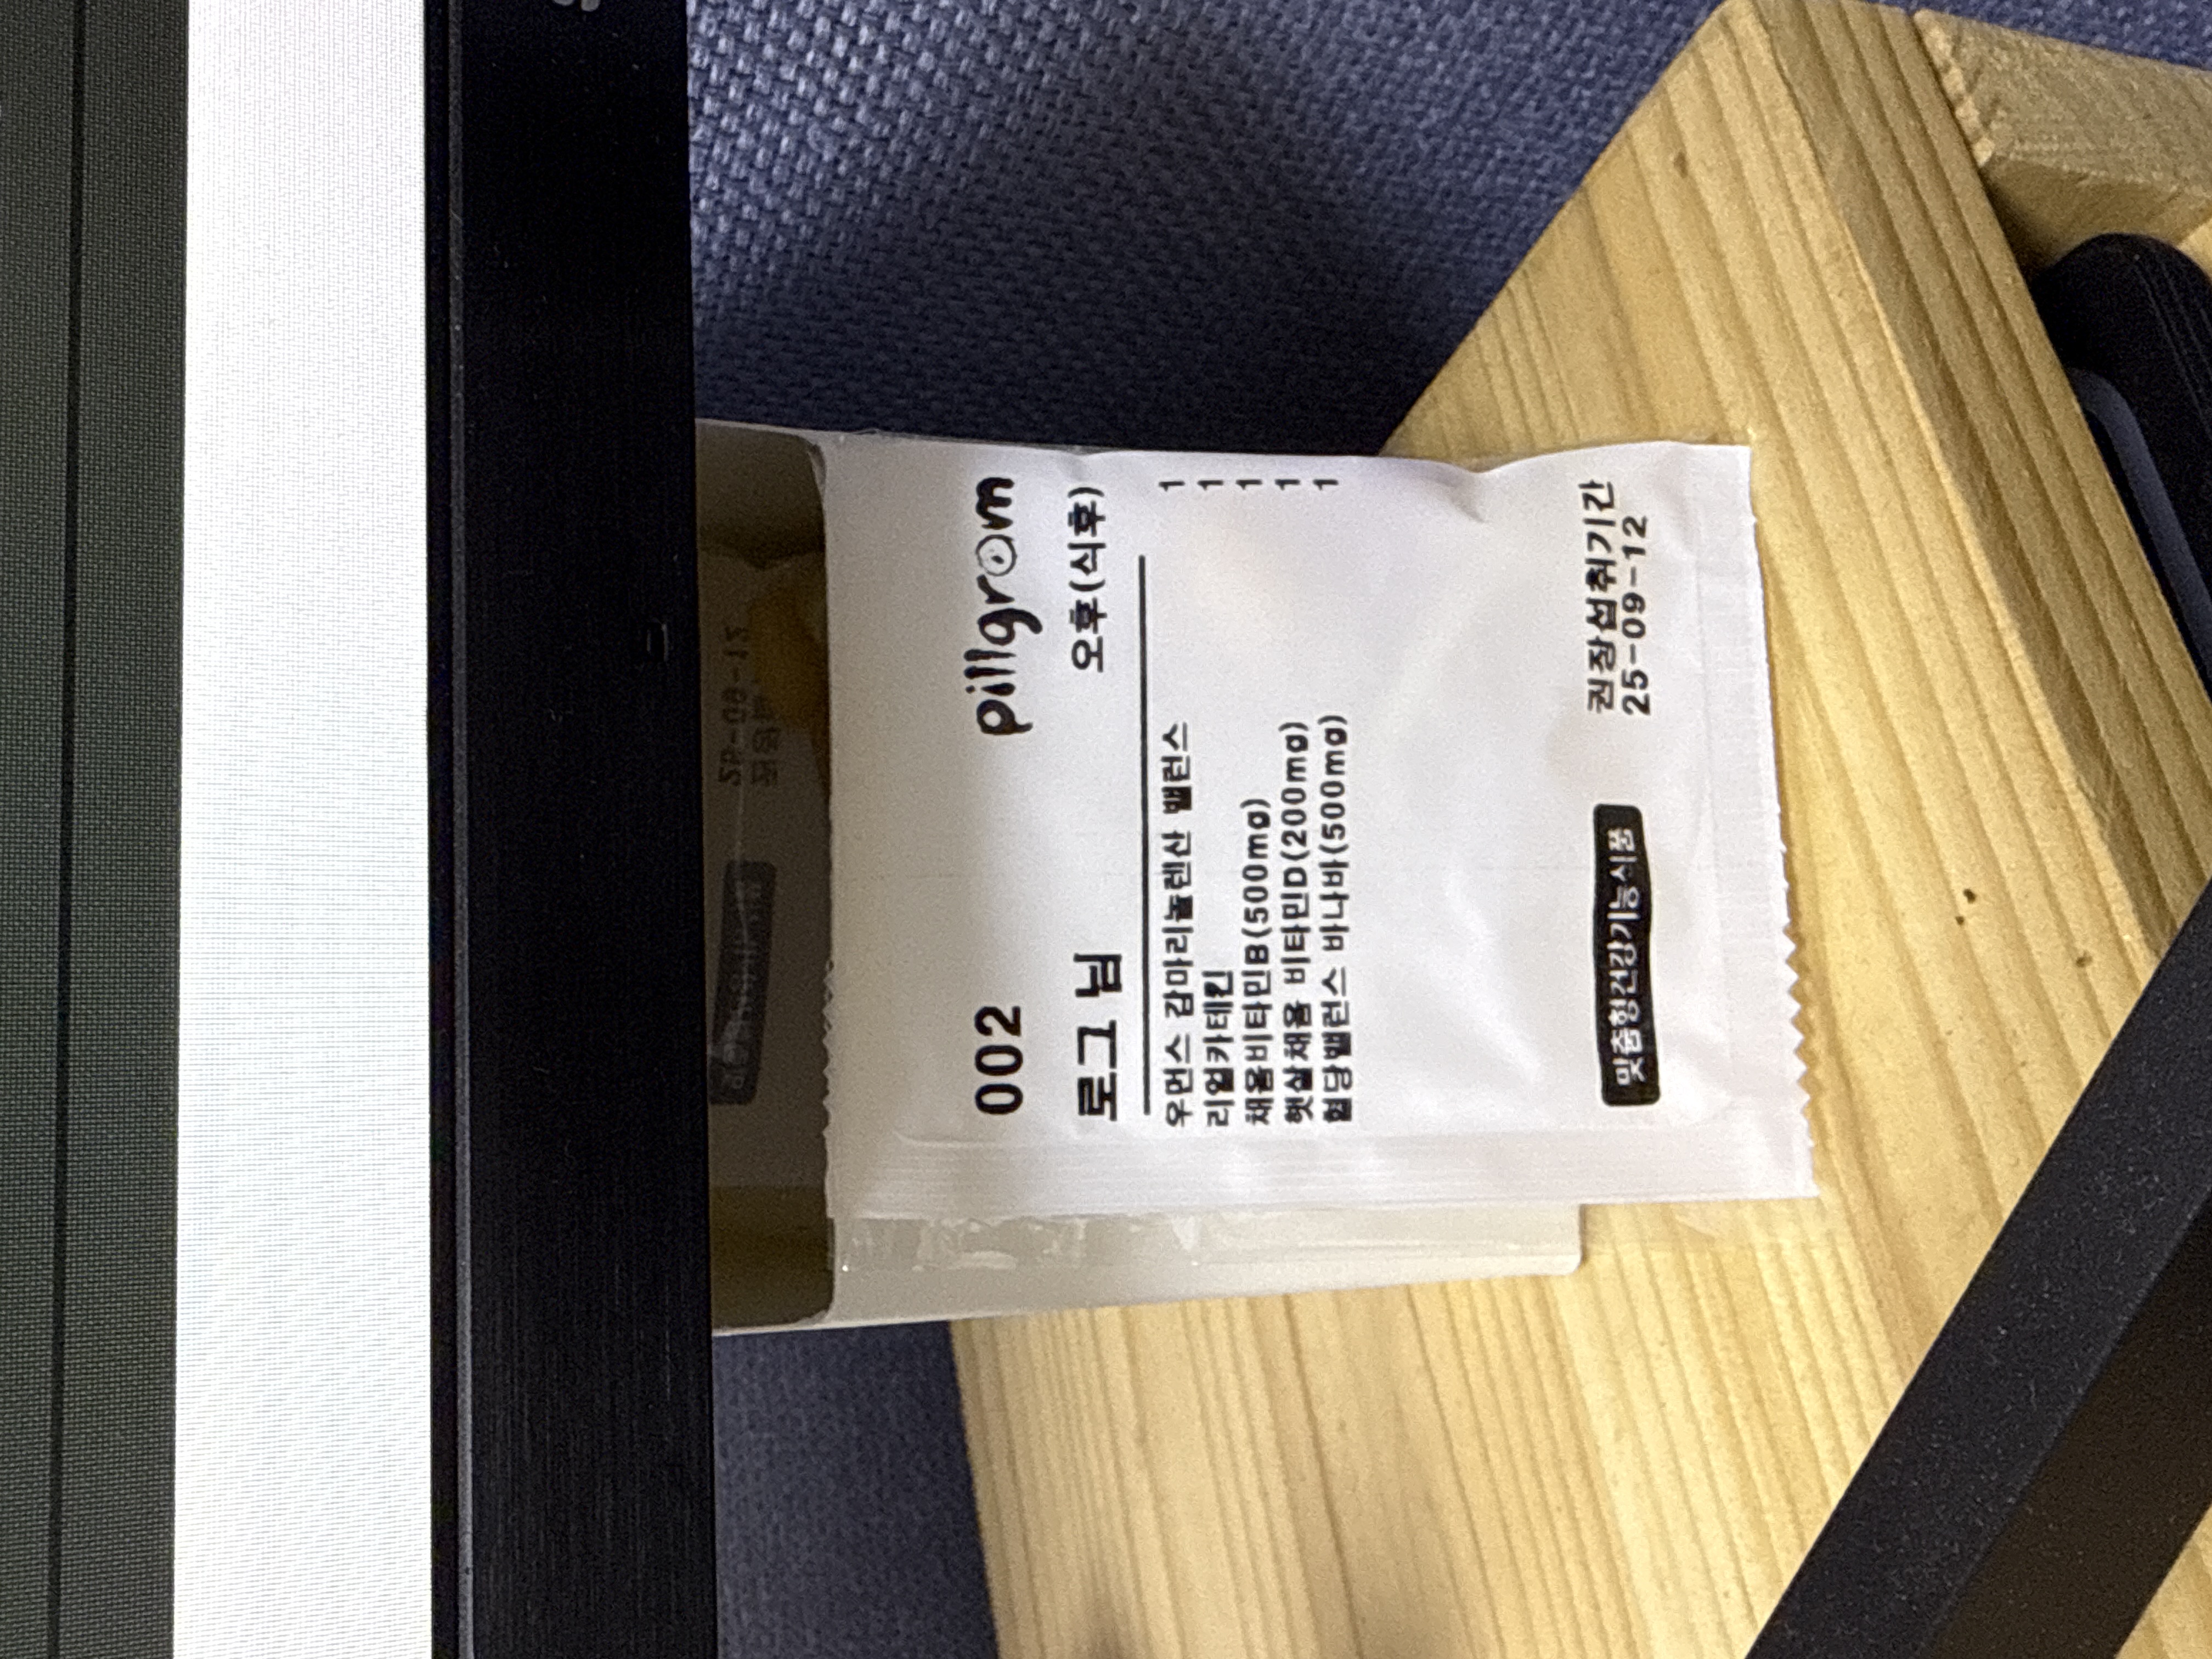 pillgram
002
오후(식후)
로그 님
우먼스 감마리놀렌산 밸런스 1
리얼카테킨 1
채움비타민B(500mg) 1
햇살채움 비타민D(200mg) 1
혈당밸런스 바나바(500mg) 1
맞춤형건강기능식품
권장섭취기간
25-09-12